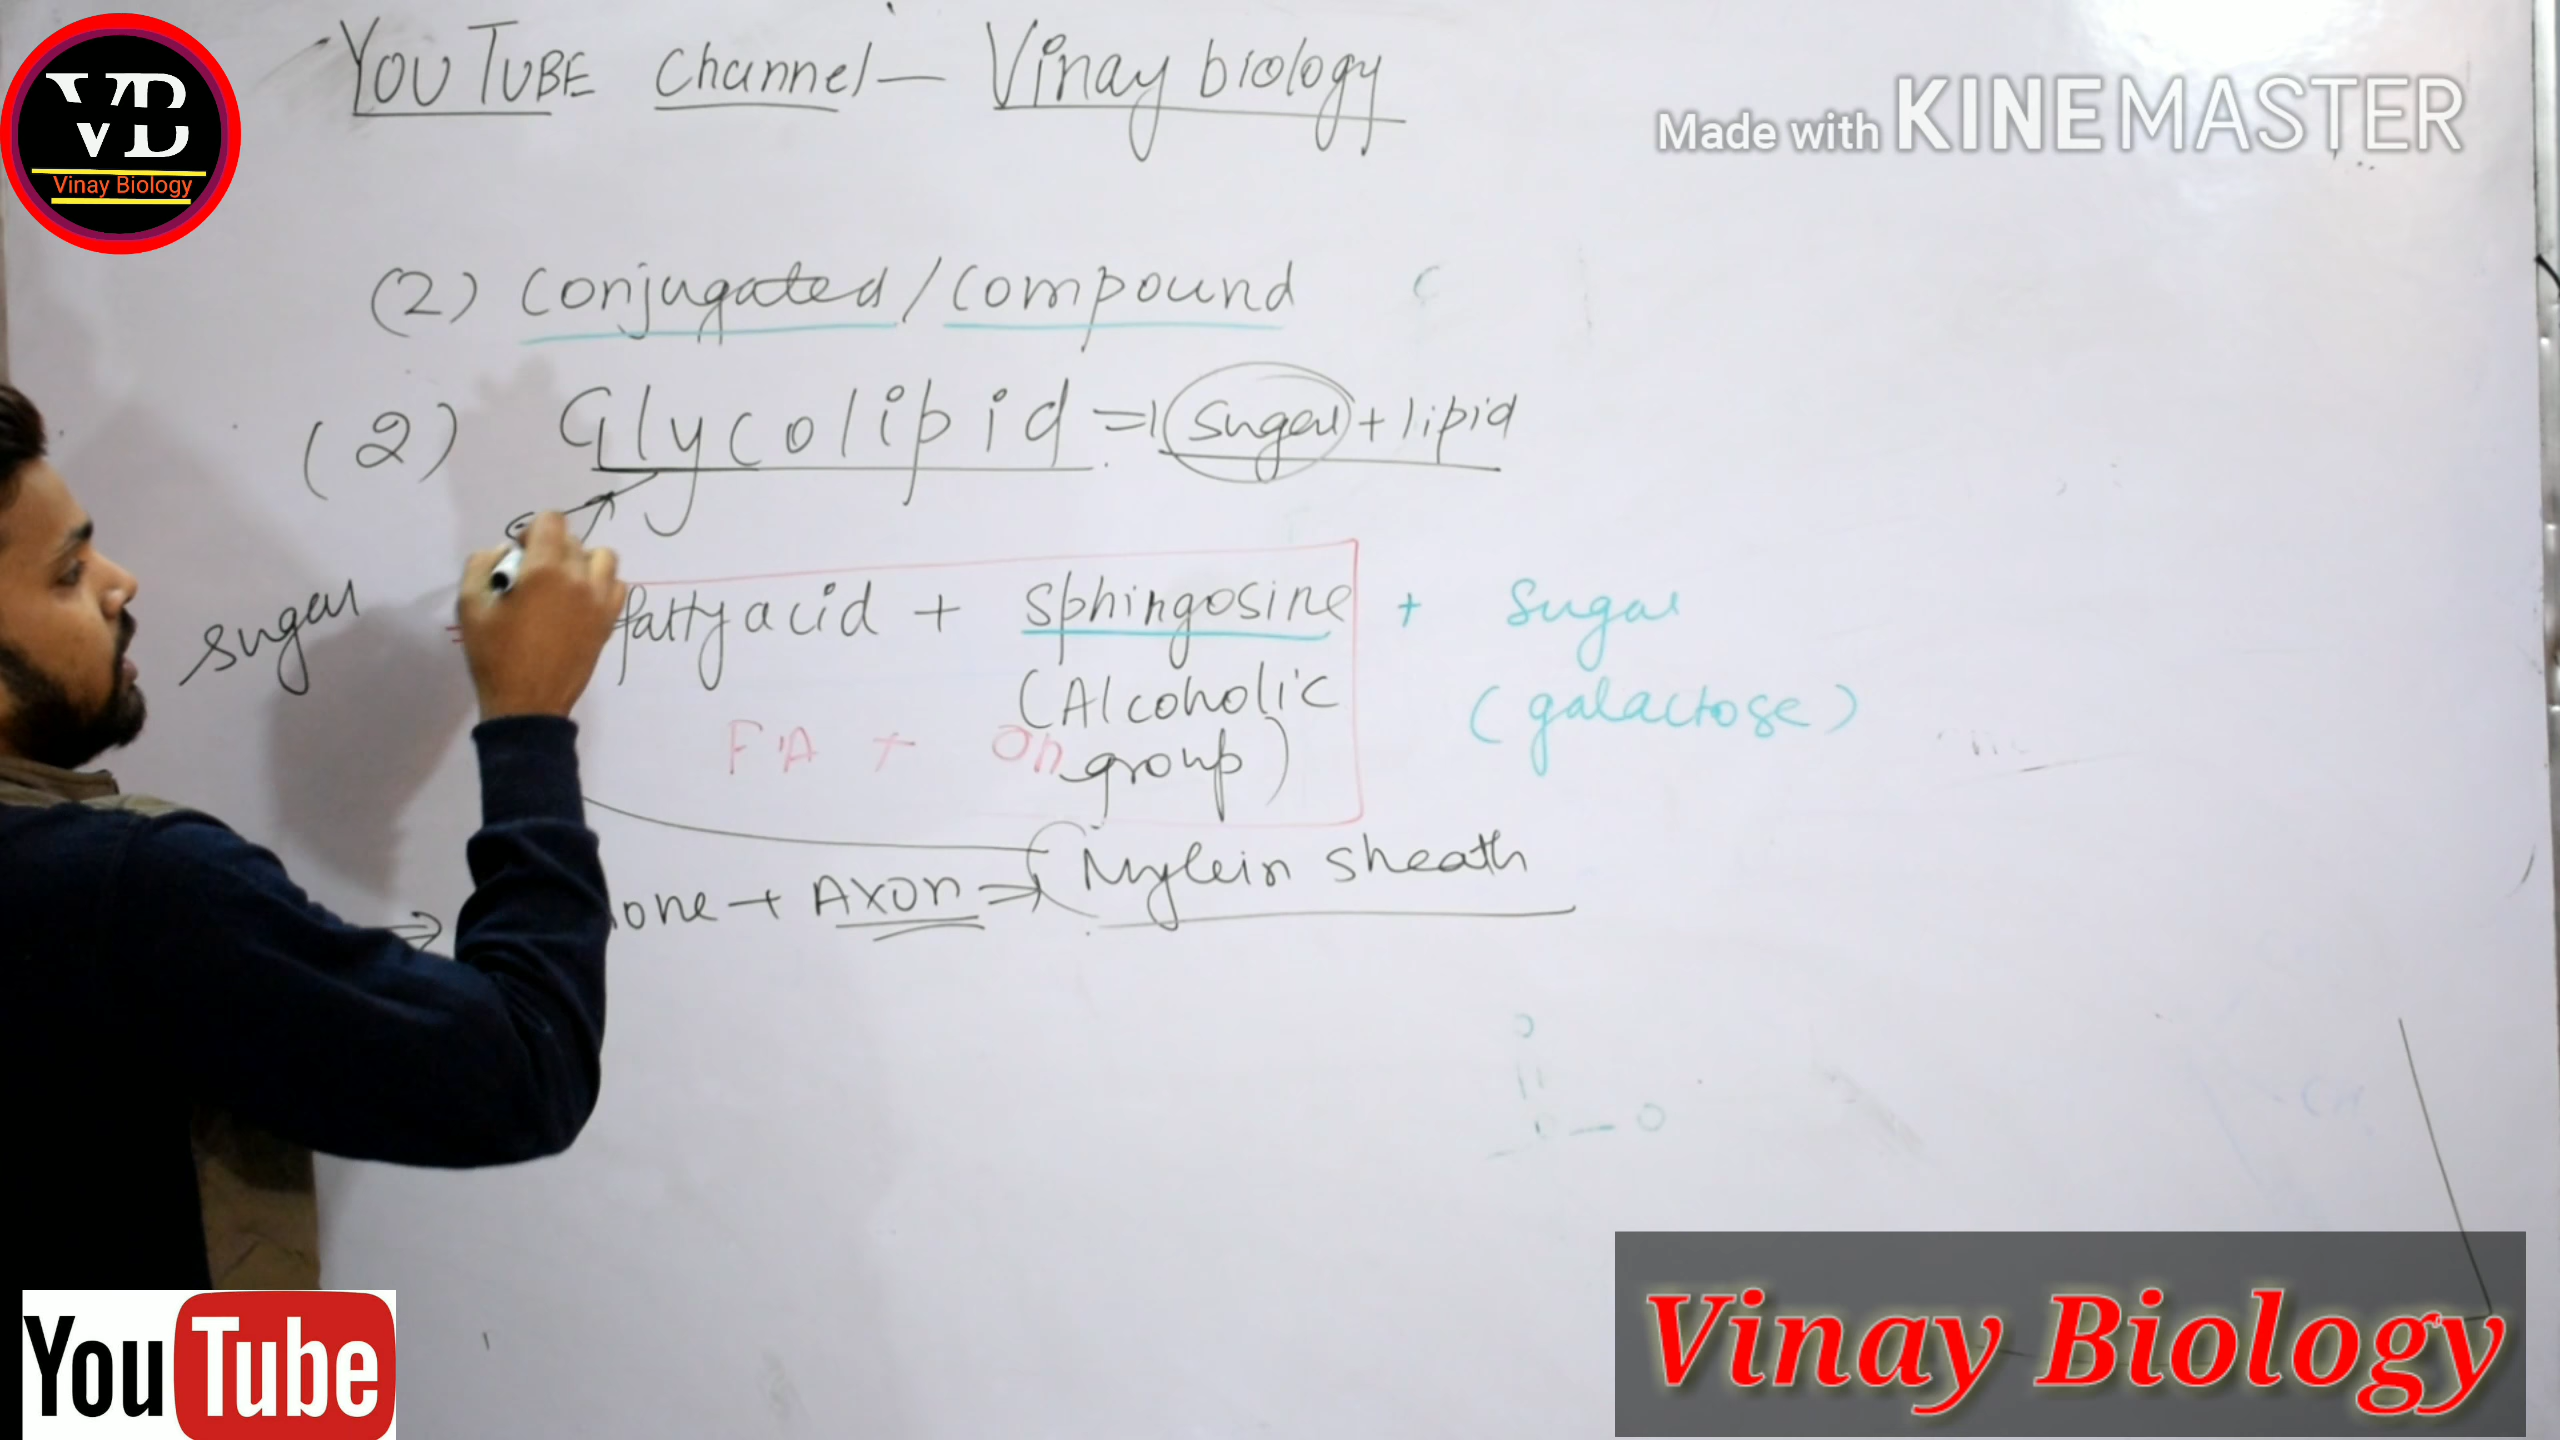 YOUTUBE Channel — Vinay biology
VB
Vinay Biology
Made with KINEMASTER
(2) Conjugated / Compound
(2) Glycolipid = Sugar + lipid
fatty acid + Sphingosine + Sugar
sugar
(Alcoholic (galactose)
FA + OH group)
one + Axon → Mylein Sheath
O
O
YouTube
Vinay Biology